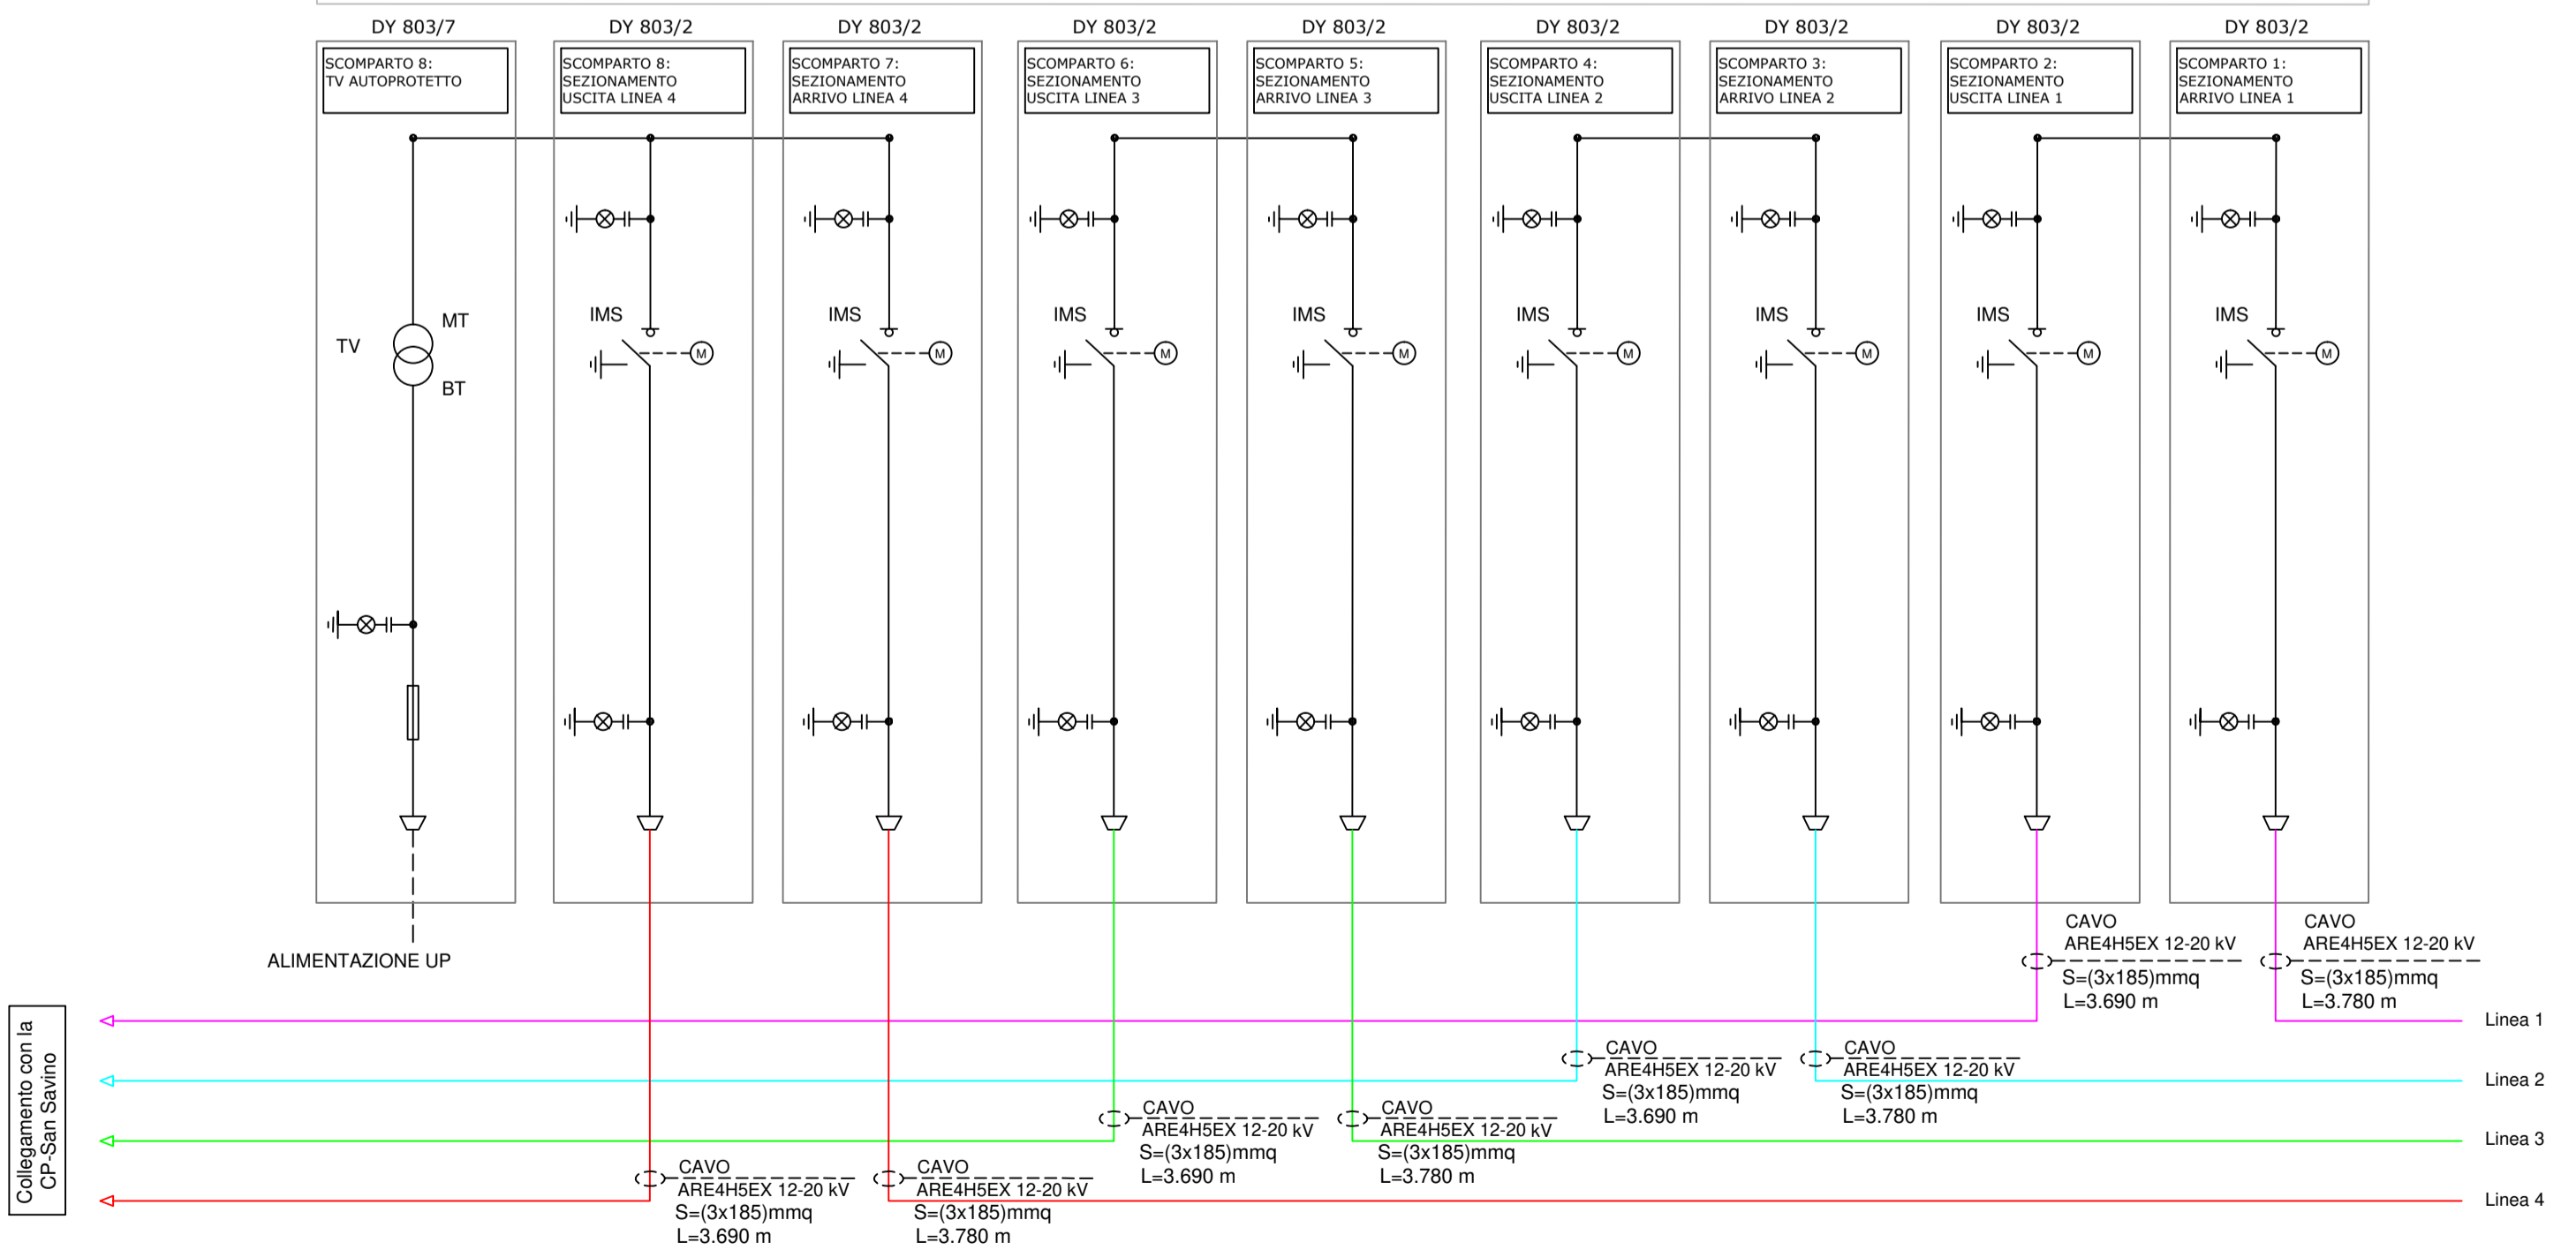 DY 803/7
DY 803/2
DY 803/2
DY 803/2
DY 803/2
DY 803/2
DY 803/2
DY 803/2
DY 803/2
SCOMPARTO 8:
TV AUTOPROTETTO
SCOMPARTO 8:
SEZIONAMENTO
USCITA LINEA 4
SCOMPARTO 7:
SEZIONAMENTO
ARRIVO LINEA 4
SCOMPARTO 6:
SEZIONAMENTO
USCITA LINEA 3
SCOMPARTO 5:
SEZIONAMENTO
ARRIVO LINEA 3
SCOMPARTO 4:
SEZIONAMENTO
USCITA LINEA 2
SCOMPARTO 3:
SEZIONAMENTO
ARRIVO LINEA 2
SCOMPARTO 2:
SEZIONAMENTO
USCITA LINEA 1
SCOMPARTO 1:
SEZIONAMENTO
ARRIVO LINEA 1
TV
MT
BT
IMS
M
IMS
M
IMS
M
IMS
M
IMS
M
IMS
M
IMS
M
IMS
M
ALIMENTAZIONE UP
CAVO
ARE4H5EX 12-20 kV
S=(3x185)mmq
L=3.690 m
CAVO
ARE4H5EX 12-20 kV
S=(3x185)mmq
L=3.780 m
Linea 1
CAVO
ARE4H5EX 12-20 kV
S=(3x185)mmq
L=3.690 m
CAVO
ARE4H5EX 12-20 kV
S=(3x185)mmq
L=3.780 m
Linea 2
CAVO
ARE4H5EX 12-20 kV
S=(3x185)mmq
L=3.690 m
CAVO
ARE4H5EX 12-20 kV
S=(3x185)mmq
L=3.780 m
Linea 3
CAVO
ARE4H5EX 12-20 kV
S=(3x185)mmq
L=3.690 m
CAVO
ARE4H5EX 12-20 kV
S=(3x185)mmq
L=3.780 m
Linea 4
Collegamento con la
CP-San Savino